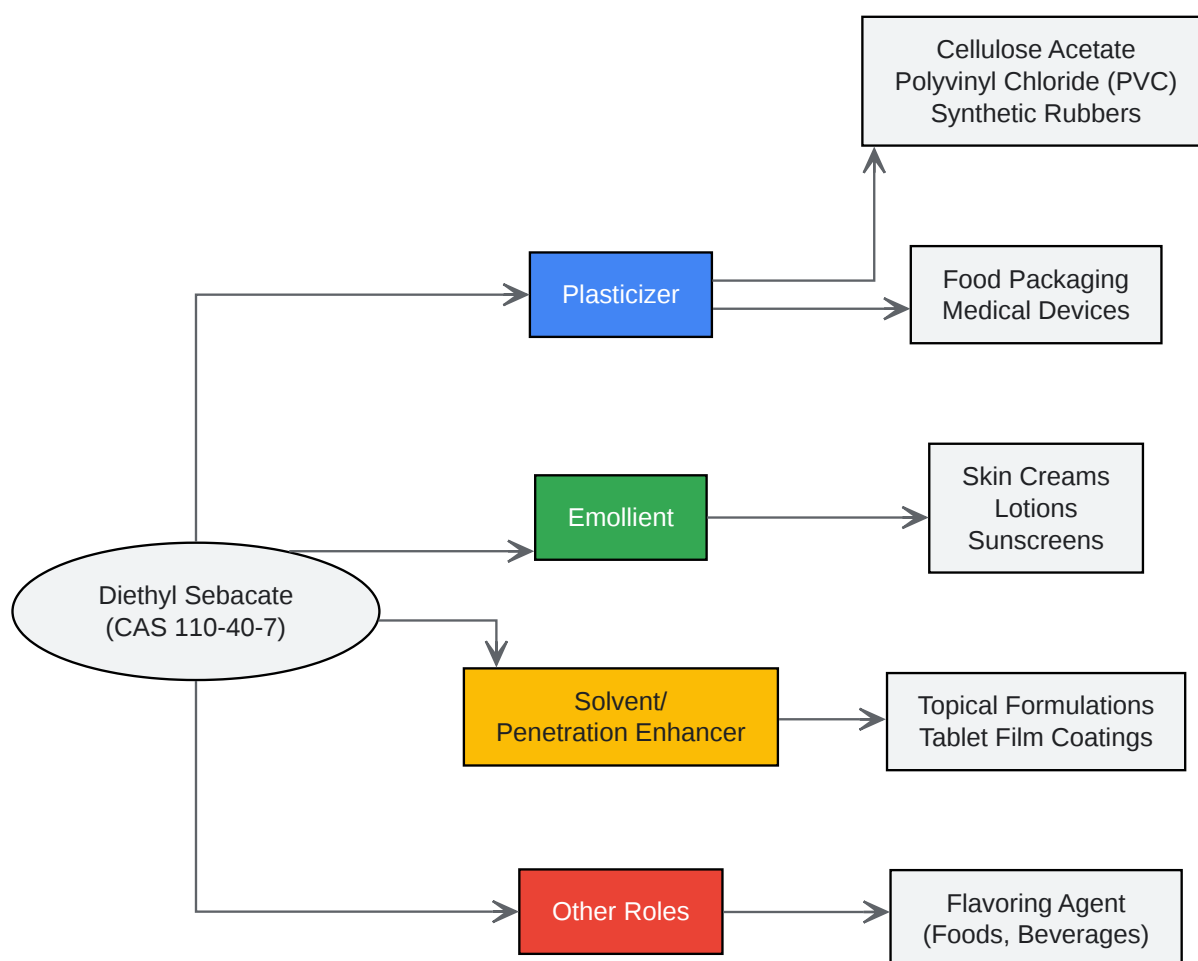 Cellulose Acetate
Polyvinyl Chloride (PVC)
Synthetic Rubbers
Plasticizer
Food Packaging
Medical Devices
Emollient
Skin Creams
Lotions
Sunscreens
Diethyl Sebacate
(CAS 110-40-7)
Solvent/
Penetration Enhancer
Topical Formulations
Tablet Film Coatings
Other Roles
Flavoring Agent
(Foods, Beverages)